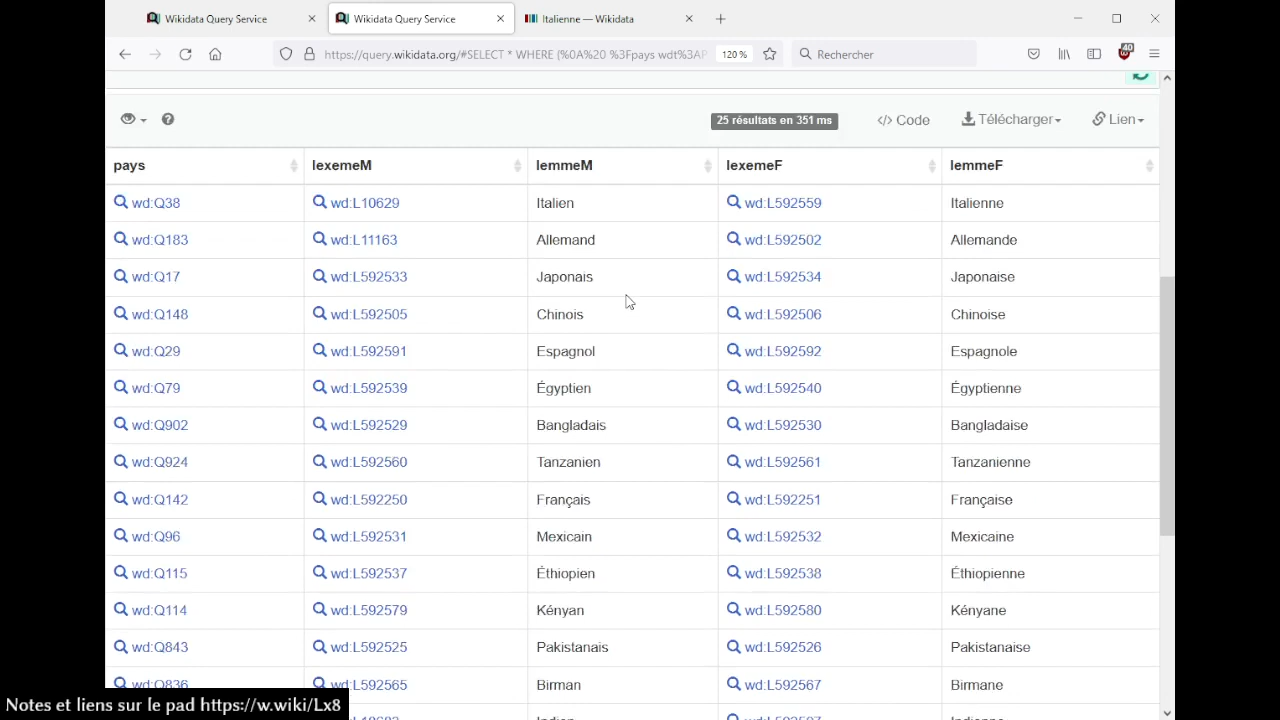 Wikidata Query Service
Wikidata Query Service
Italienne — Wikidata
https://query.wikidata.org/#SELECT * WHERE {%0A%20 %3Fpays wdt%3AP
120 %
Rechercher
40
25 résultats en 351 ms
</> Code
Télécharger
Lien
pays lexemeM lemmeM lexemeF lemmeF
wd:Q38 wd:L10629 Italien wd:L592559 Italienne
wd:Q183 wd:L11163 Allemand wd:L592502 Allemande
wd:Q17 wd:L592533 Japonais wd:L592534 Japonaise
wd:Q148 wd:L592505 Chinois wd:L592506 Chinoise
wd:Q29 wd:L592591 Espagnol wd:L592592 Espagnole
wd:Q79 wd:L592539 Égyptien wd:L592540 Égyptienne
wd:Q902 wd:L592529 Bangladais wd:L592530 Bangladaise
wd:Q924 wd:L592560 Tanzanien wd:L592561 Tanzanienne
wd:Q142 wd:L592250 Français wd:L592251 Française
wd:Q96 wd:L592531 Mexicain wd:L592532 Mexicaine
wd:Q115 wd:L592537 Éthiopien wd:L592538 Éthiopienne
wd:Q114 wd:L592579 Kényan wd:L592580 Kényane
wd:Q843 wd:L592525 Pakistanais wd:L592526 Pakistanaise
wd:Q836 wd:L592565 Birman wd:L592567 Birmane
Notes et liens sur le pad https://w.wiki/Lx8